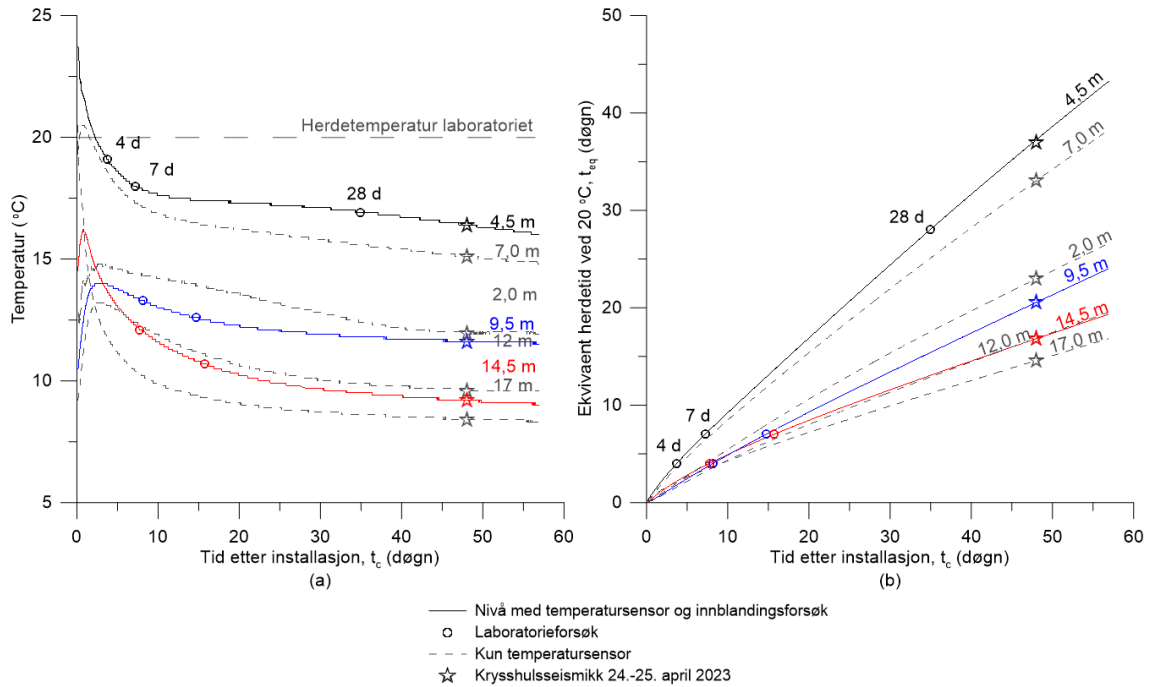 25
20
15
10
5
Temperatur (°C)
Herdetemperatur laboratoriet
4 d
7 d
28 d
4,5 m
7,0 m
2,0 m
9,5 m
12 m
14,5 m
17 m
0 10 20 30 40 50 60
Tid etter installasjon, tc (døgn)
(a)
50
40
30
20
10
0
Ekvivaent herdetid ved 20 °C, teq (døgn)
4,5 m
7,0 m
28 d
2,0 m
9,5 m
14,5 m
12,0 m
17,0 m
7 d
4 d
0 10 20 30 40 50 60
Tid etter installasjon, tc (døgn)
(b)
Nivå med temperatursensor og innblandingsforsøk
Laboratorieforsøk
Kun temperatursensor
Krysshulsseismikk 24.-25. april 2023